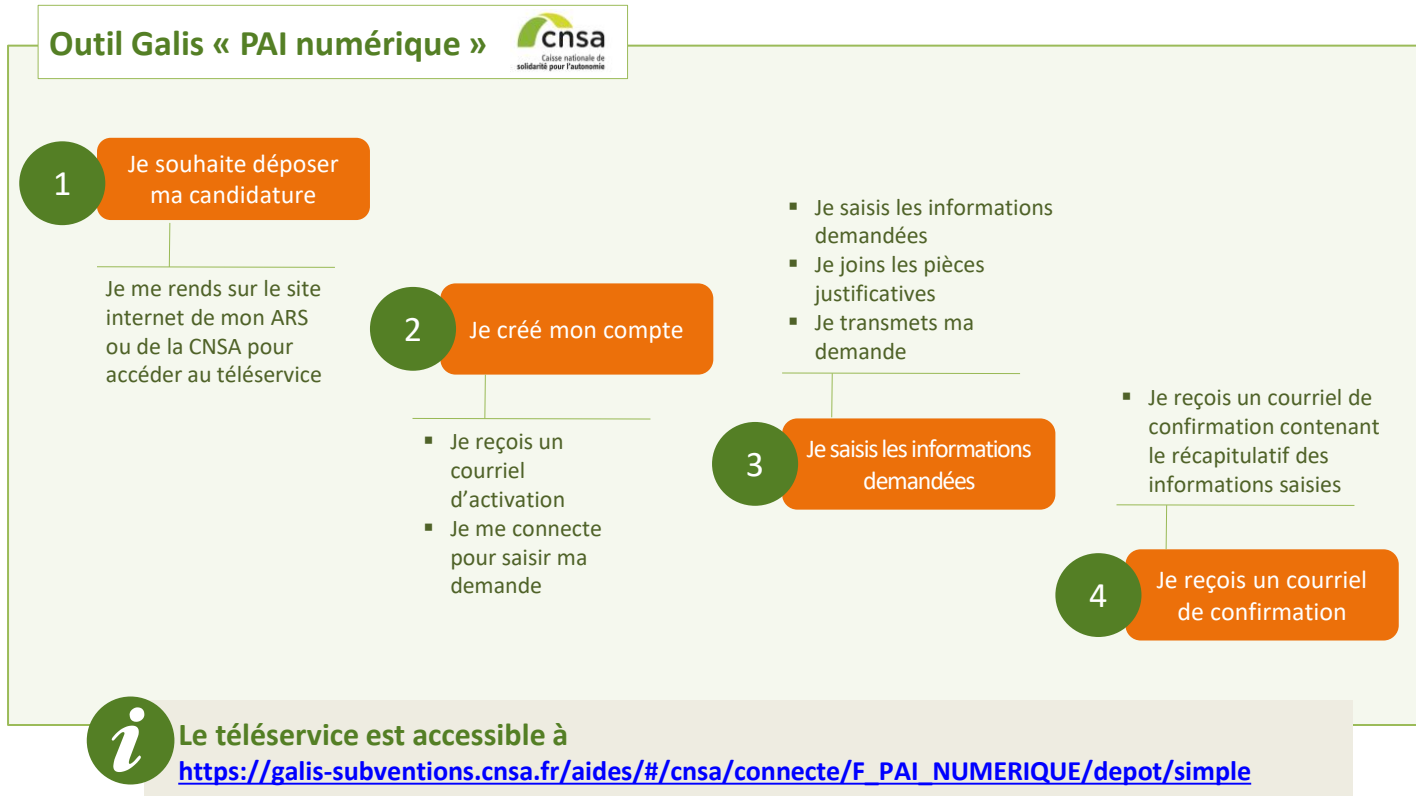 Outil Galis « PAI numérique »
cnsa
Caisse nationale de
solidarité pour l'autonomie
1
Je souhaite déposer
ma candidature
Je me rends sur le site
internet de mon ARS
ou de la CNSA pour
accéder au téléservice
2
Je créé mon compte
▪ Je reçois un
courriel
d’activation
▪ Je me connecte
pour saisir ma
demande
▪ Je saisis les informations
demandées
▪ Je joins les pièces
justificatives
▪ Je transmets ma
demande
3
Je saisis les informations
demandées
▪ Je reçois un courriel de
confirmation contenant
le récapitulatif des
informations saisies
4
Je reçois un courriel
de confirmation
i
Le téléservice est accessible à
https://galis-subventions.cnsa.fr/aides/#/cnsa/connecte/F_PAI_NUMERIQUE/depot/simple